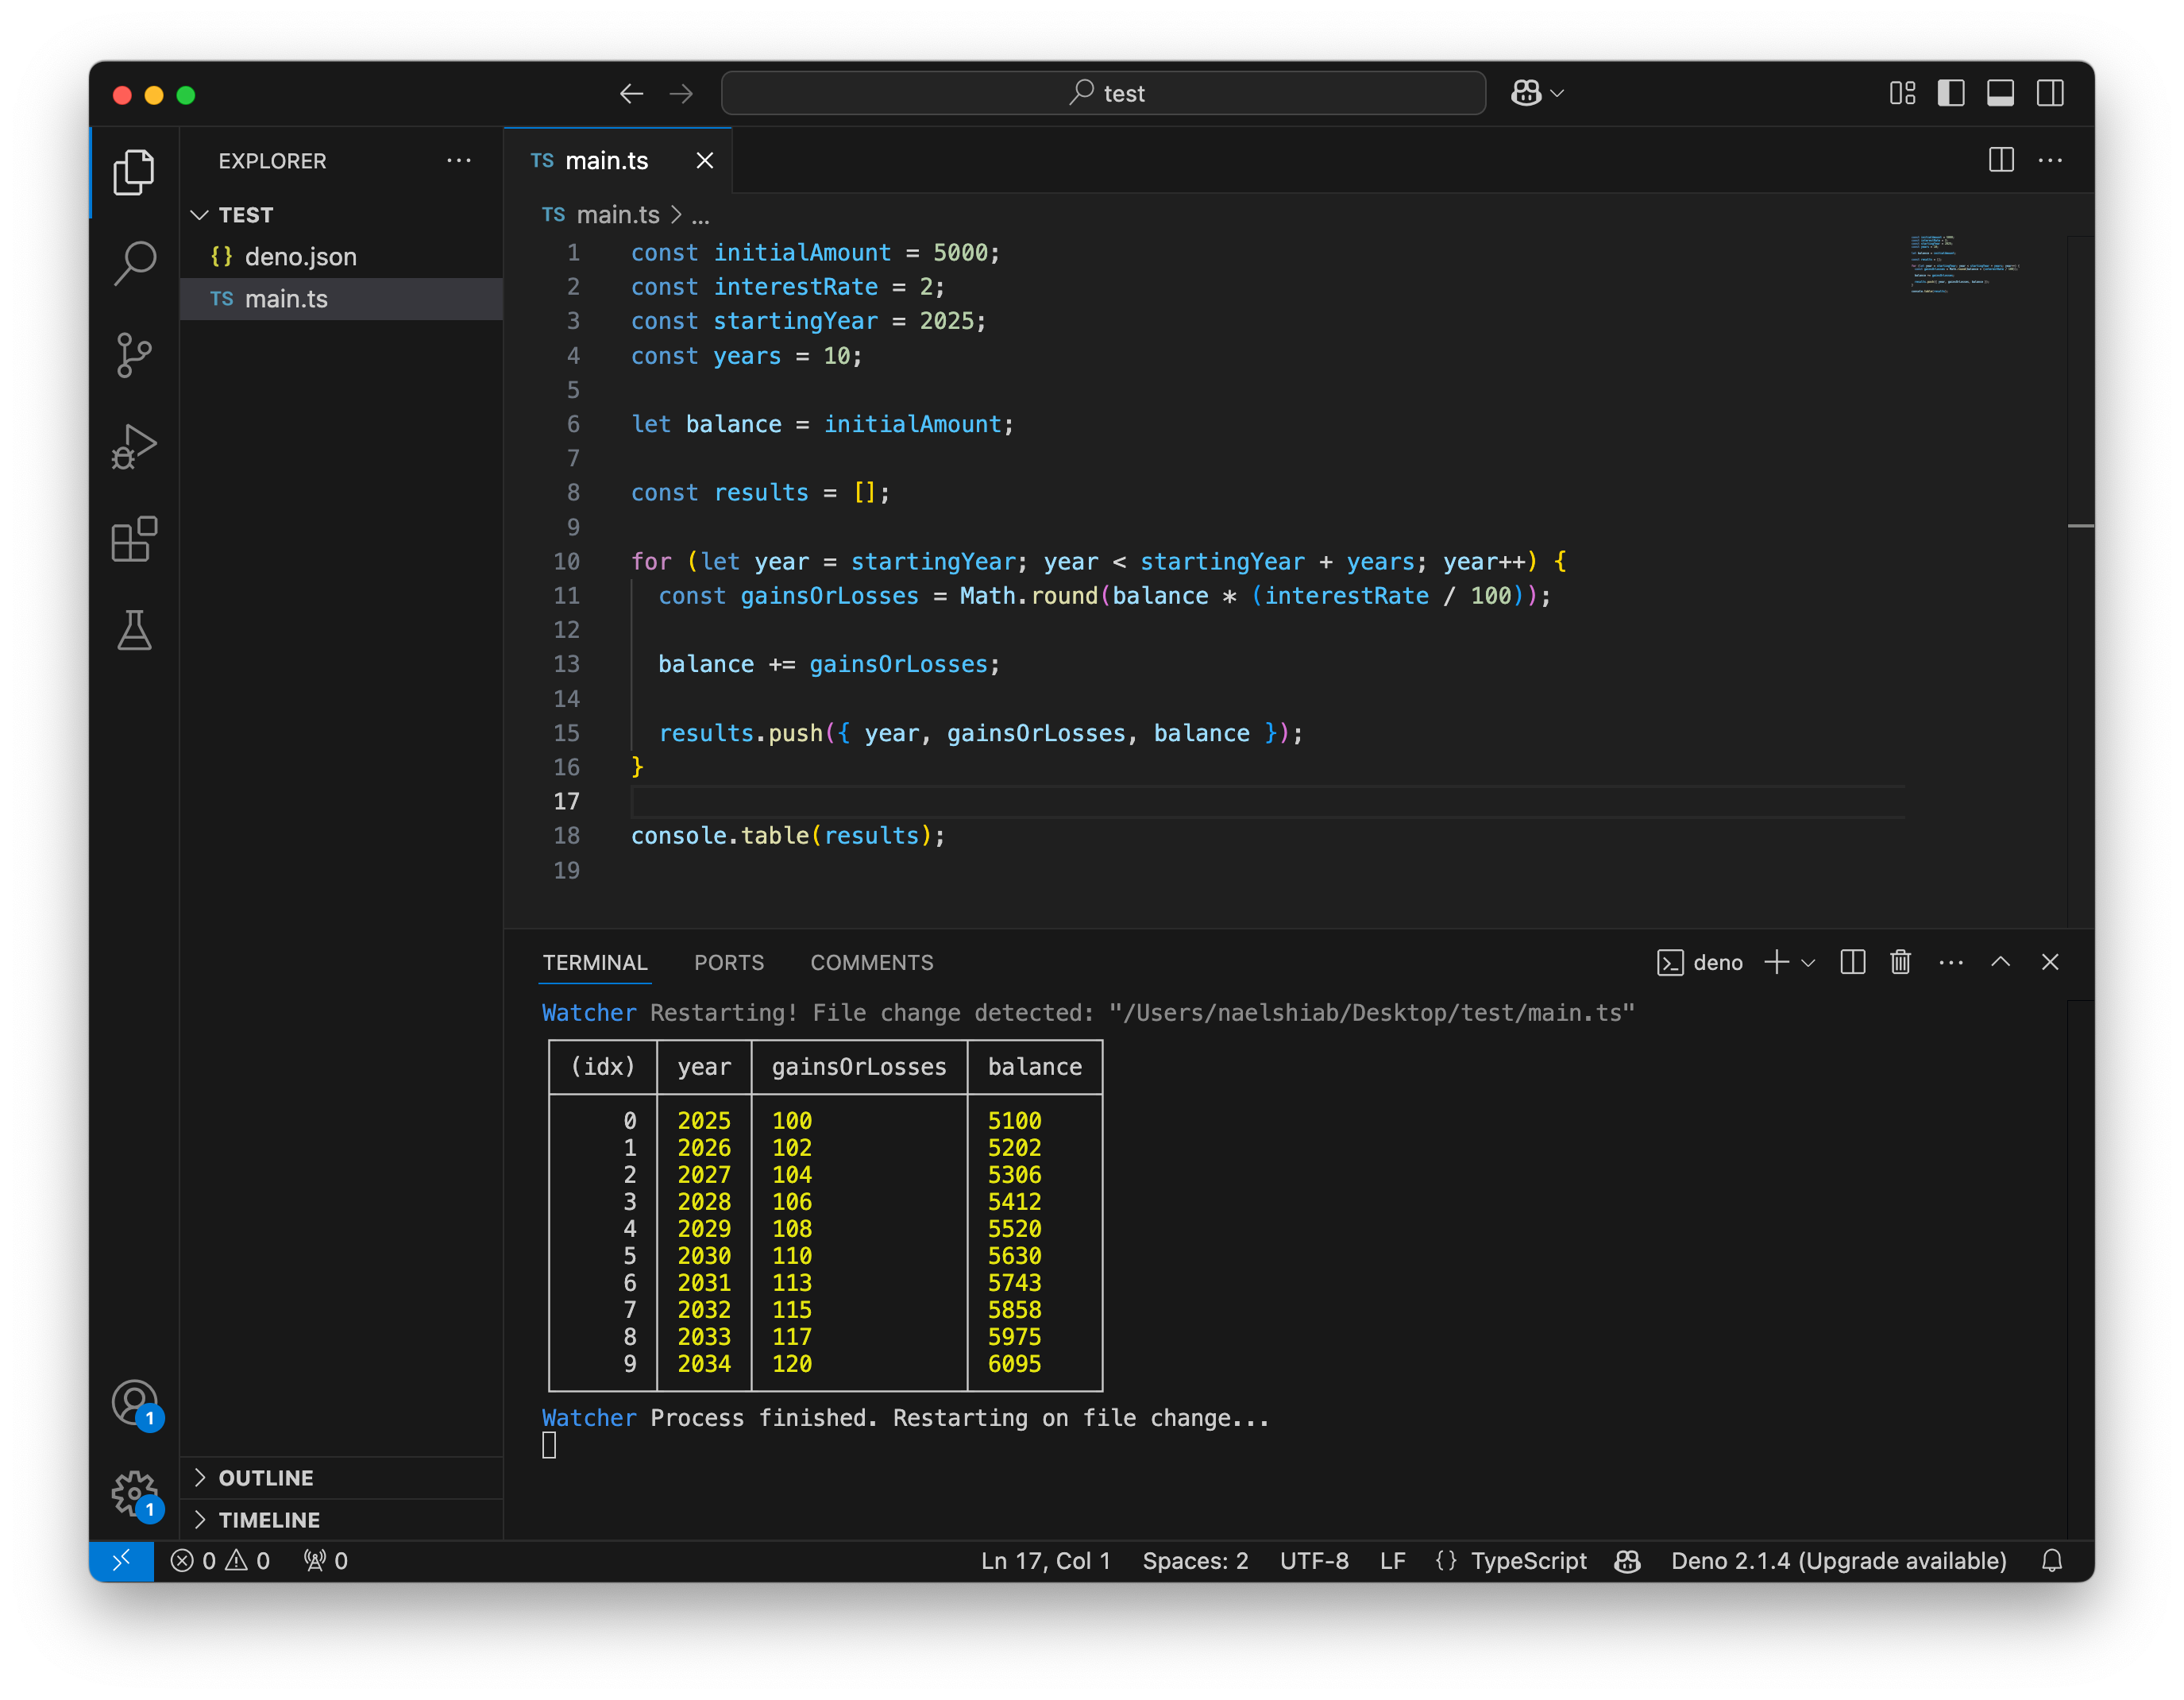 test
EXPLORER
TEST
{} deno.json
TS main.ts
OUTLINE
TIMELINE
1
1
TS main.ts
TS main.ts > ...
1 const initialAmount = 5000;
2 const interestRate = 2;
3 const startingYear = 2025;
4 const years = 10;
5
6 let balance = initialAmount;
7
8 const results = [];
9
10 for (let year = startingYear; year < startingYear + years; year++) {
11 const gainsOrLosses = Math.round(balance * (interestRate / 100));
12
13 balance += gainsOrLosses;
14
15 results.push({ year, gainsOrLosses, balance });
16 }
17
18 console.table(results);
19
TERMINAL PORTS COMMENTS deno
Watcher Restarting! File change detected: "/Users/naelshiab/Desktop/test/main.ts"
(idx) year gainsOrLosses balance
0 2025 100 5100
1 2026 102 5202
2 2027 104 5306
3 2028 106 5412
4 2029 108 5520
5 2030 110 5630
6 2031 113 5743
7 2032 115 5858
8 2033 117 5975
9 2034 120 6095
Watcher Process finished. Restarting on file change...
0 0 0 Ln 17, Col 1 Spaces: 2 UTF-8 LF {} TypeScript Deno 2.1.4 (Upgrade available)